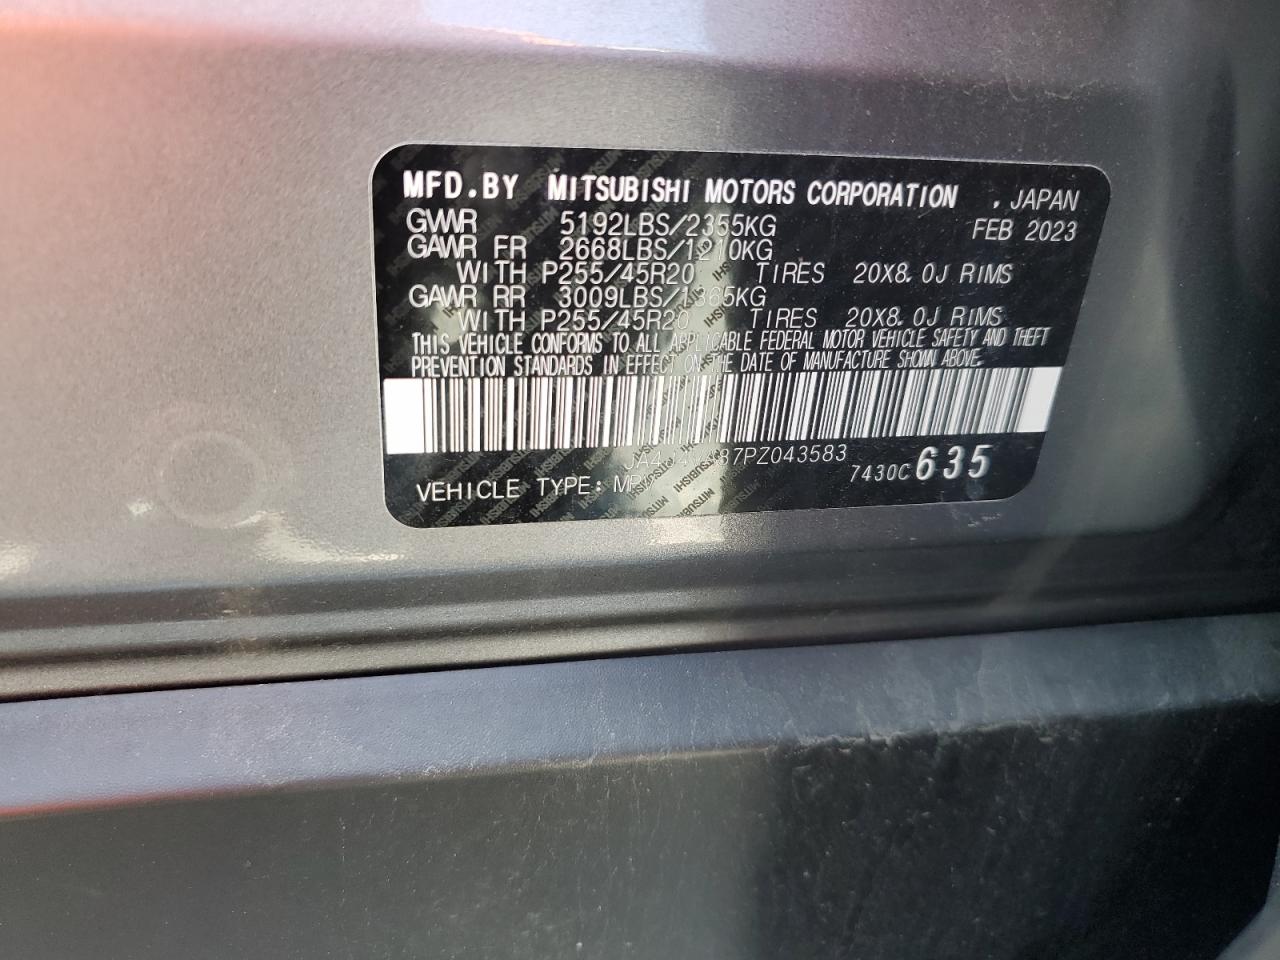 MFD.BY MITSUBISHI MOTORS CORPORATION , JAPAN
GVWR 5192LBS/2355KG FEB 2023
GAWR FR 2668LBS/1210KG
WITH P255/45R20 TIRES 20X8.0J RIMS
GAWR RR 3009LBS/1365KG
WITH P255/45R20 TIRES 20X8.0J RIMS
THIS VEHICLE CONFORMS TO ALL APPLICABLE FEDERAL MOTOR VEHICLE SAFETY AND THEFT
PREVENTION STANDARDS IN EFFECT ON THE DATE OF MANUFACTURE SHOWN ABOVE.
7430C 635
VEHICLE TYPE: MPV